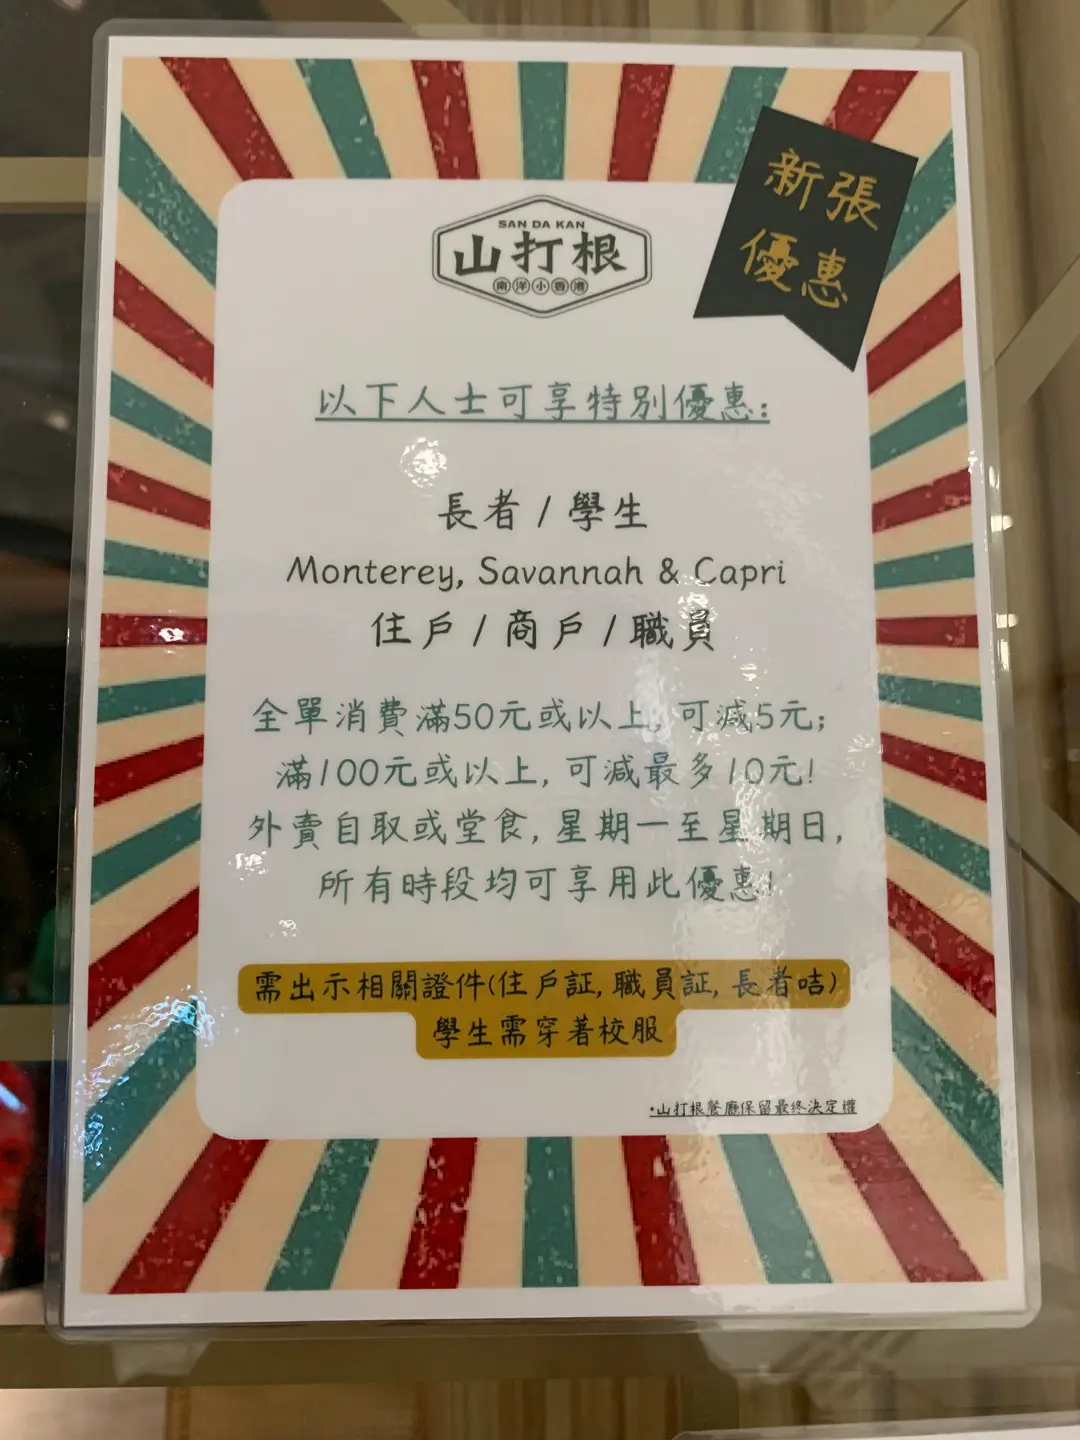 新張
優惠
SAN DA KAN
山打根
南洋小香港
以下人士可享特別優惠:
長者 / 學生
Monterey, Savannah & Capri
住戶 / 商戶 / 職員
全單消費滿50元或以上, 可減5元;
滿100元或以上, 可減最多10元!
外賣自取或堂食, 星期一至星期日,
所有時段均可享用此優惠!
需出示相關證件(住戶証, 職員証, 長者咭)
學生需穿著校服
*山打根餐廳保留最終決定權